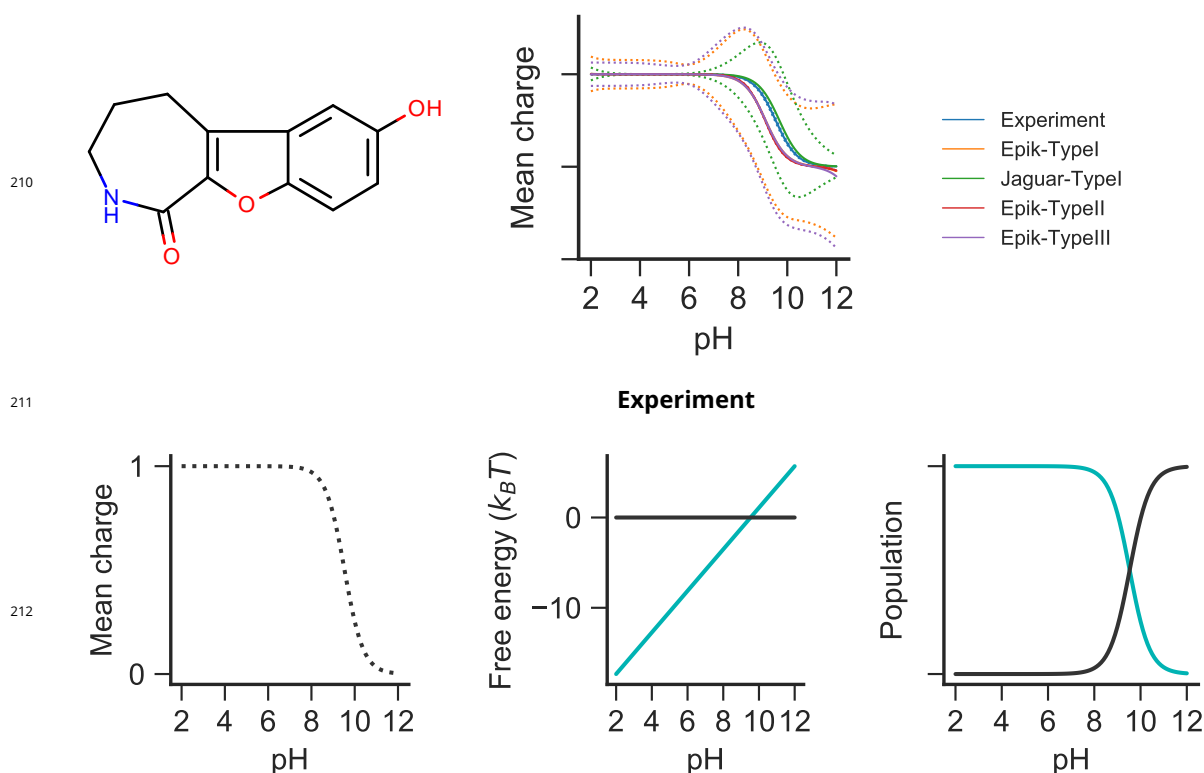 OH
N
H
O
O
210
Mean charge
2 4 6 8 10 12
pH
Experiment
Epik-TypeI
Jaguar-TypeI
Epik-TypeII
Epik-TypeIII
211
Experiment
212
Mean charge
1
0
2 4 6 8 10 12
pH
Free energy (k_BT)
0
−10
2 4 6 8 10 12
pH
Population
2 4 6 8 10 12
pH